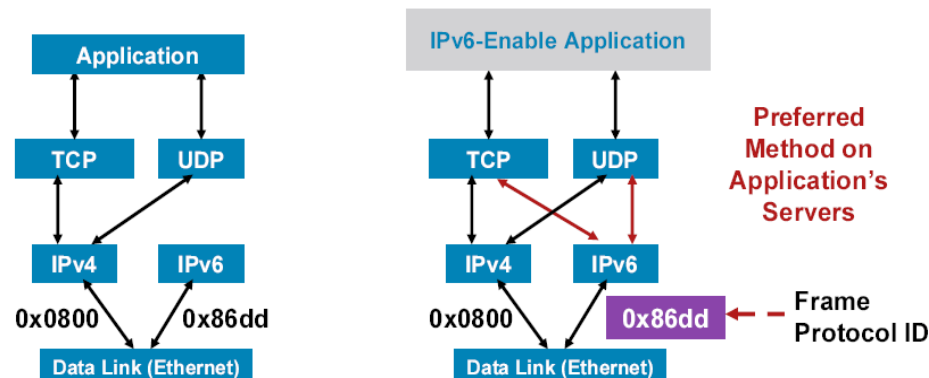 Application
TCP
UDP
IPv4
IPv6
0x0800
0x86dd
Data Link (Ethernet)
IPv6-Enable Application
TCP
UDP
Preferred
Method on
Application's
Servers
IPv4
IPv6
0x0800
0x86dd
Frame
Protocol ID
Data Link (Ethernet)